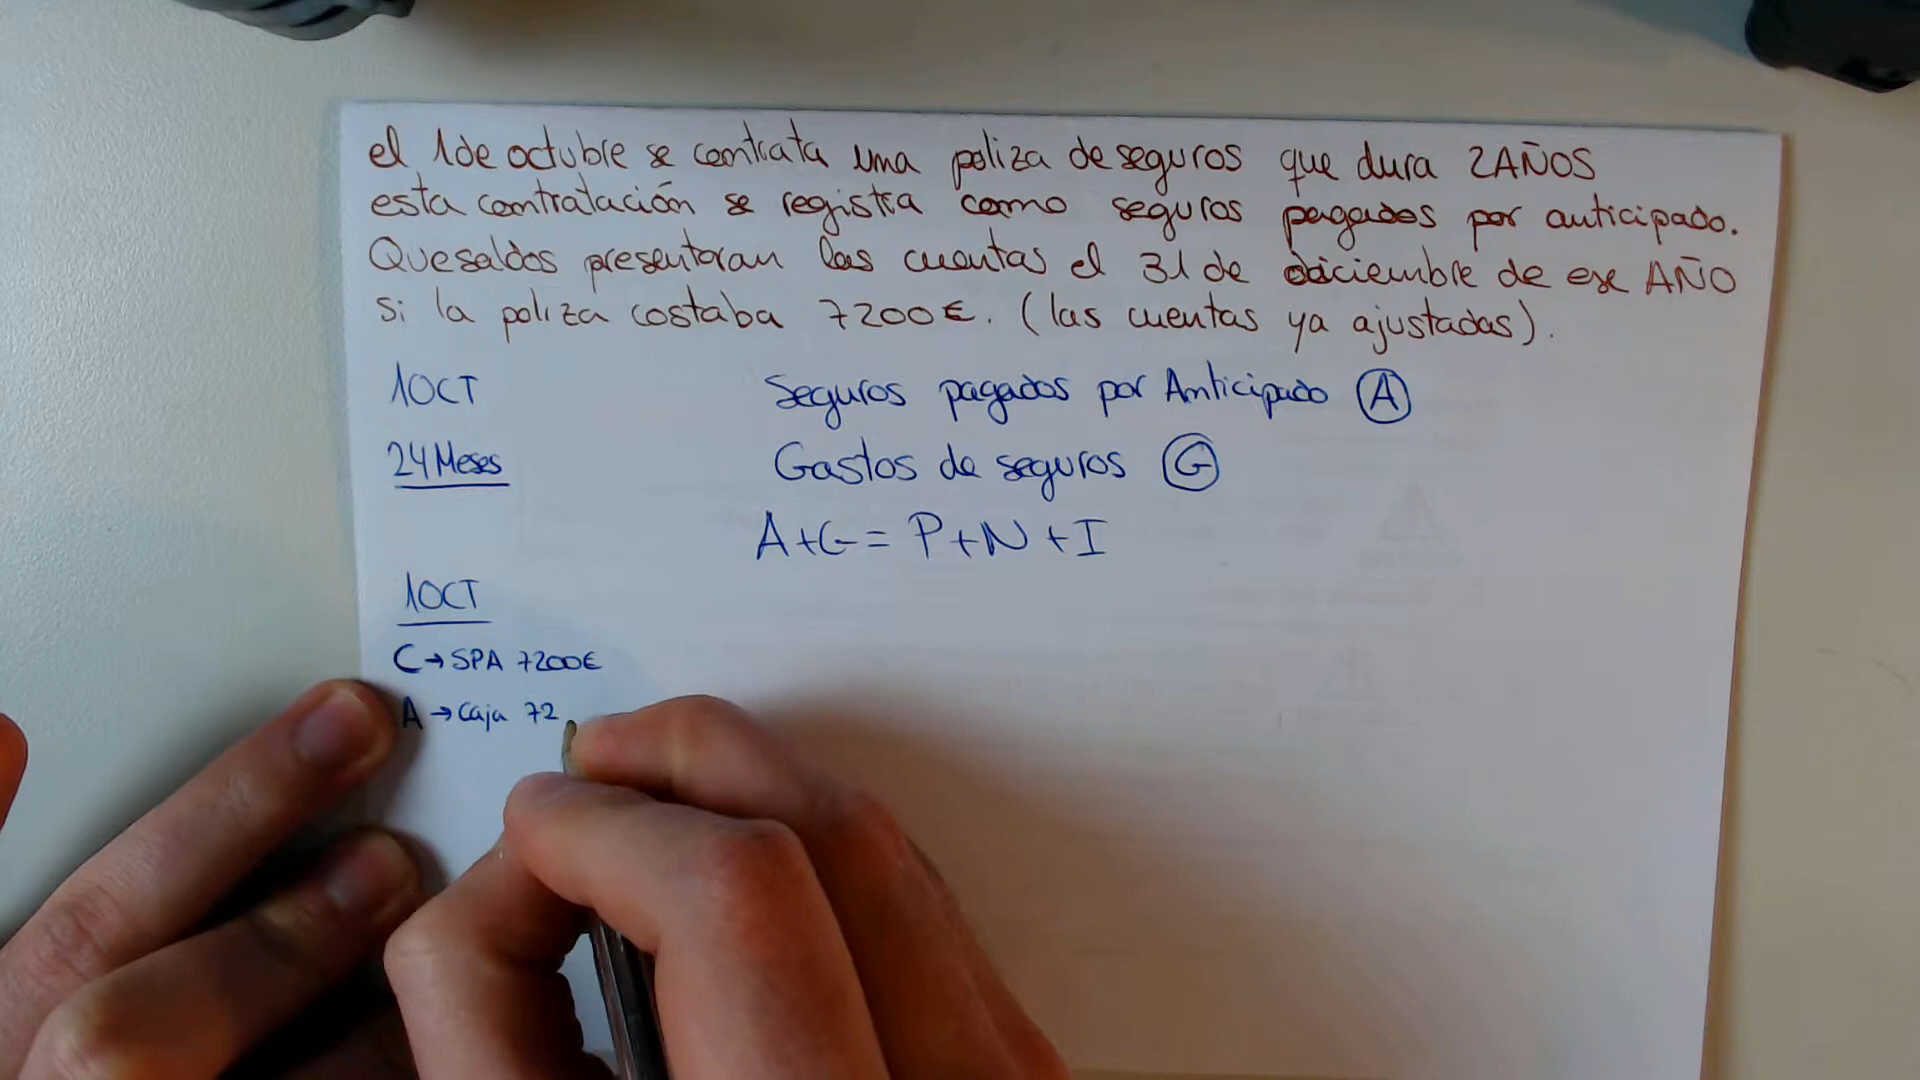 el 1 de octubre se contrata una poliza de seguros que dura 2 AÑOS
esta contratación se registra como seguros pagados por anticipado.
Que saldos presentaran las cuentas el 31 de diciembre de ese AÑO
si la poliza costaba 7200€. (las cuentas ya ajustadas).
1OCT
Seguros pagados por Anticipado (A)
24 Meses
Gastos de seguros (G)
A+G = P+N+I
1OCT
C→SPA 7200€
A→Caja 72